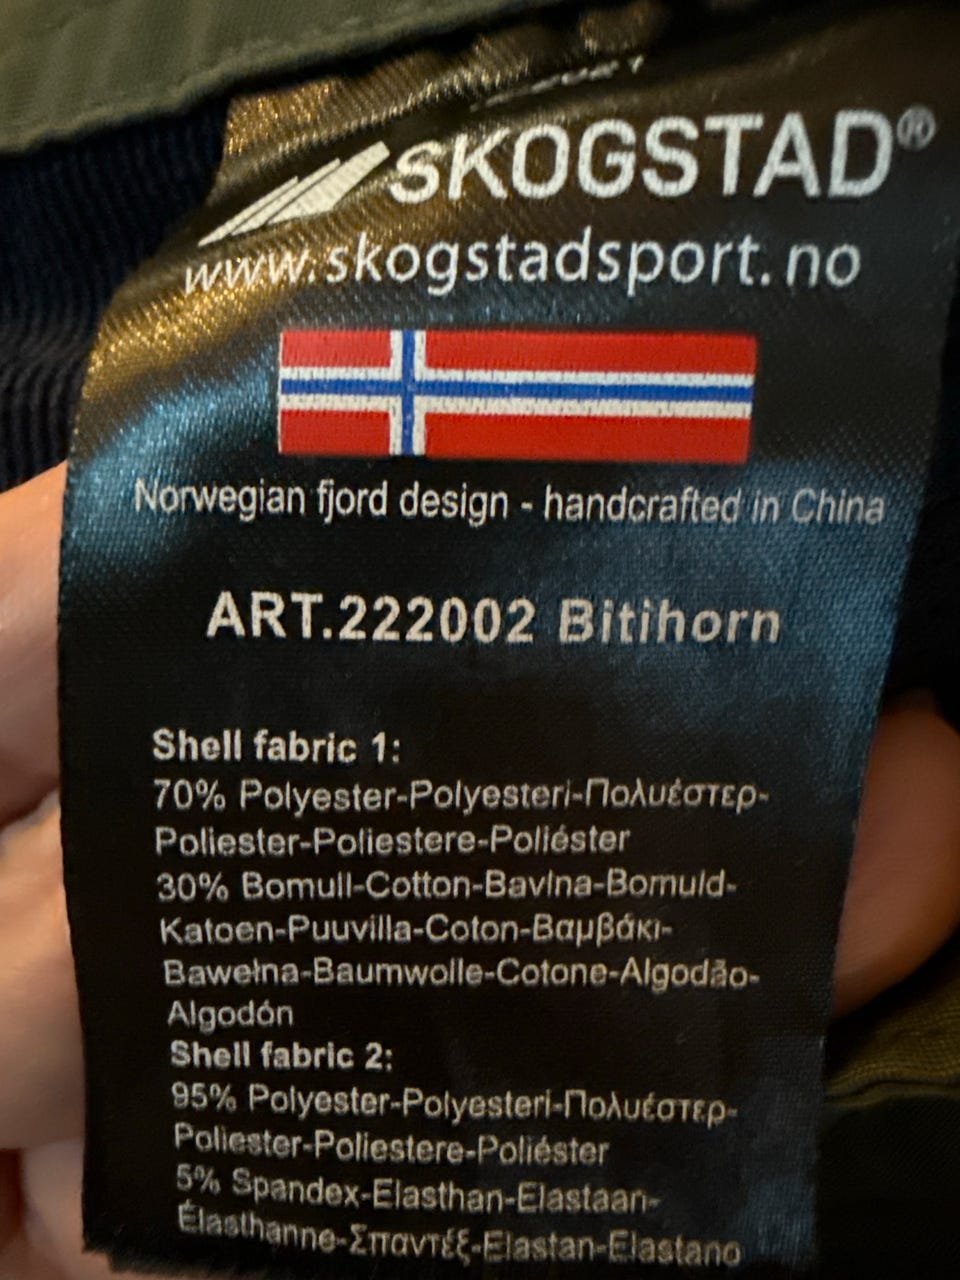 SKOGSTAD®
www.skogstadsport.no
Norwegian fjord design - handcrafted in China
ART.222002 Bitihorn
Shell fabric 1:
70% Polyester-Polyesteri-Πολυέστερ-
Poliester-Poliestere-Poliéster
30% Bomull-Cotton-Bavlna-Bomuld-
Katoen-Puuvilla-Coton-Βαμβάκι-
Bawełna-Baumwolle-Cotone-Algodão-
Algodón
Shell fabric 2:
95% Polyester-Polyesteri-Πολυέστερ-
Poliester-Poliestere-Poliéster
5% Spandex-Elasthan-Elastaan-
Élasthanne-Σπαντέξ-Elastan-Elastano